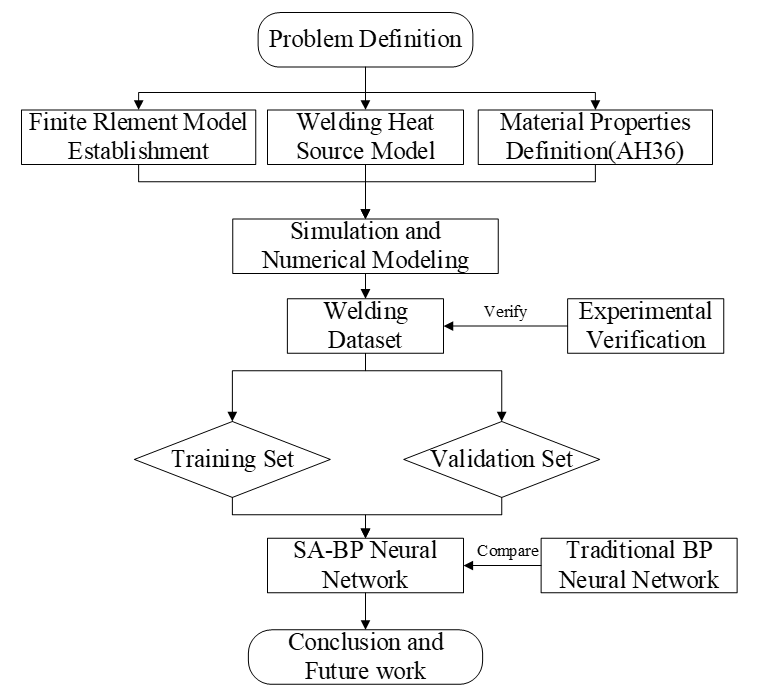 Problem Definition
Finite Rlement Model
Establishment
Welding Heat
Source Model
Material Properties
Definition(AH36)
Simulation and
Numerical Modeling
Welding
Dataset
Verify
Experimental
Verification
Training Set
Validation Set
SA-BP Neural
Network
Compare
Traditional BP
Neural Network
Conclusion and
Future work